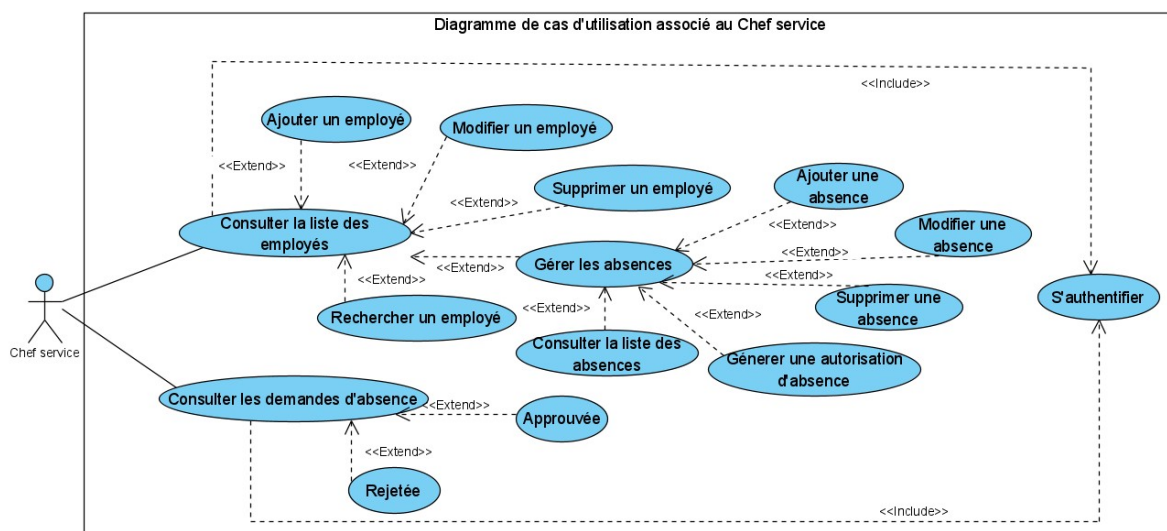 Diagramme de cas d'utilisation associé au Chef service
<<Include>>
Ajouter un employé
Modifier un employé
<<Extend>>
<<Extend>>
Supprimer un employé
<<Extend>>
Ajouter une
absence
Consulter la liste des
employés
<<Extend>>
Modifier une
absence
<<Extend>>
Gérer les absences
<<Extend>>
<<Extend>>
S'authentifier
<<Extend>>
Rechercher un employé
<<Extend>>
<<Extend>>
Supprimer une
absence
Chef service
Consulter la liste des
absences
Génerer une autorisation
d'absence
Consulter les demandes d'absence
<<Extend>>
Approuvée
<<Extend>>
Rejetée
<<Include>>